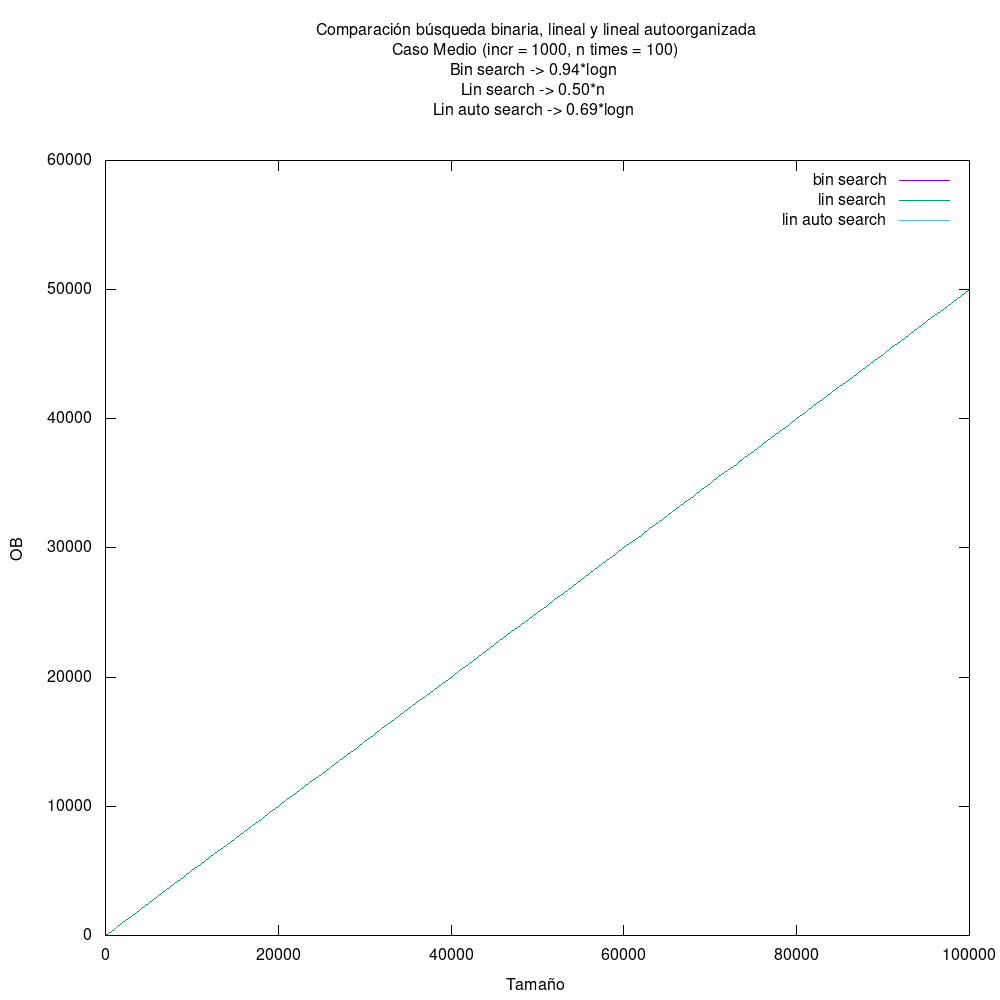 Comparación búsqueda binaria, lineal y lineal autoorganizada
Caso Medio (incr = 1000, n times = 100)
Bin search -> 0.94*logn
Lin search -> 0.50*n
Lin auto search -> 0.69*logn
bin search
lin search
lin auto search
60000
50000
40000
30000
20000
10000
0
OB
0
20000
40000
60000
80000
100000
Tamaño